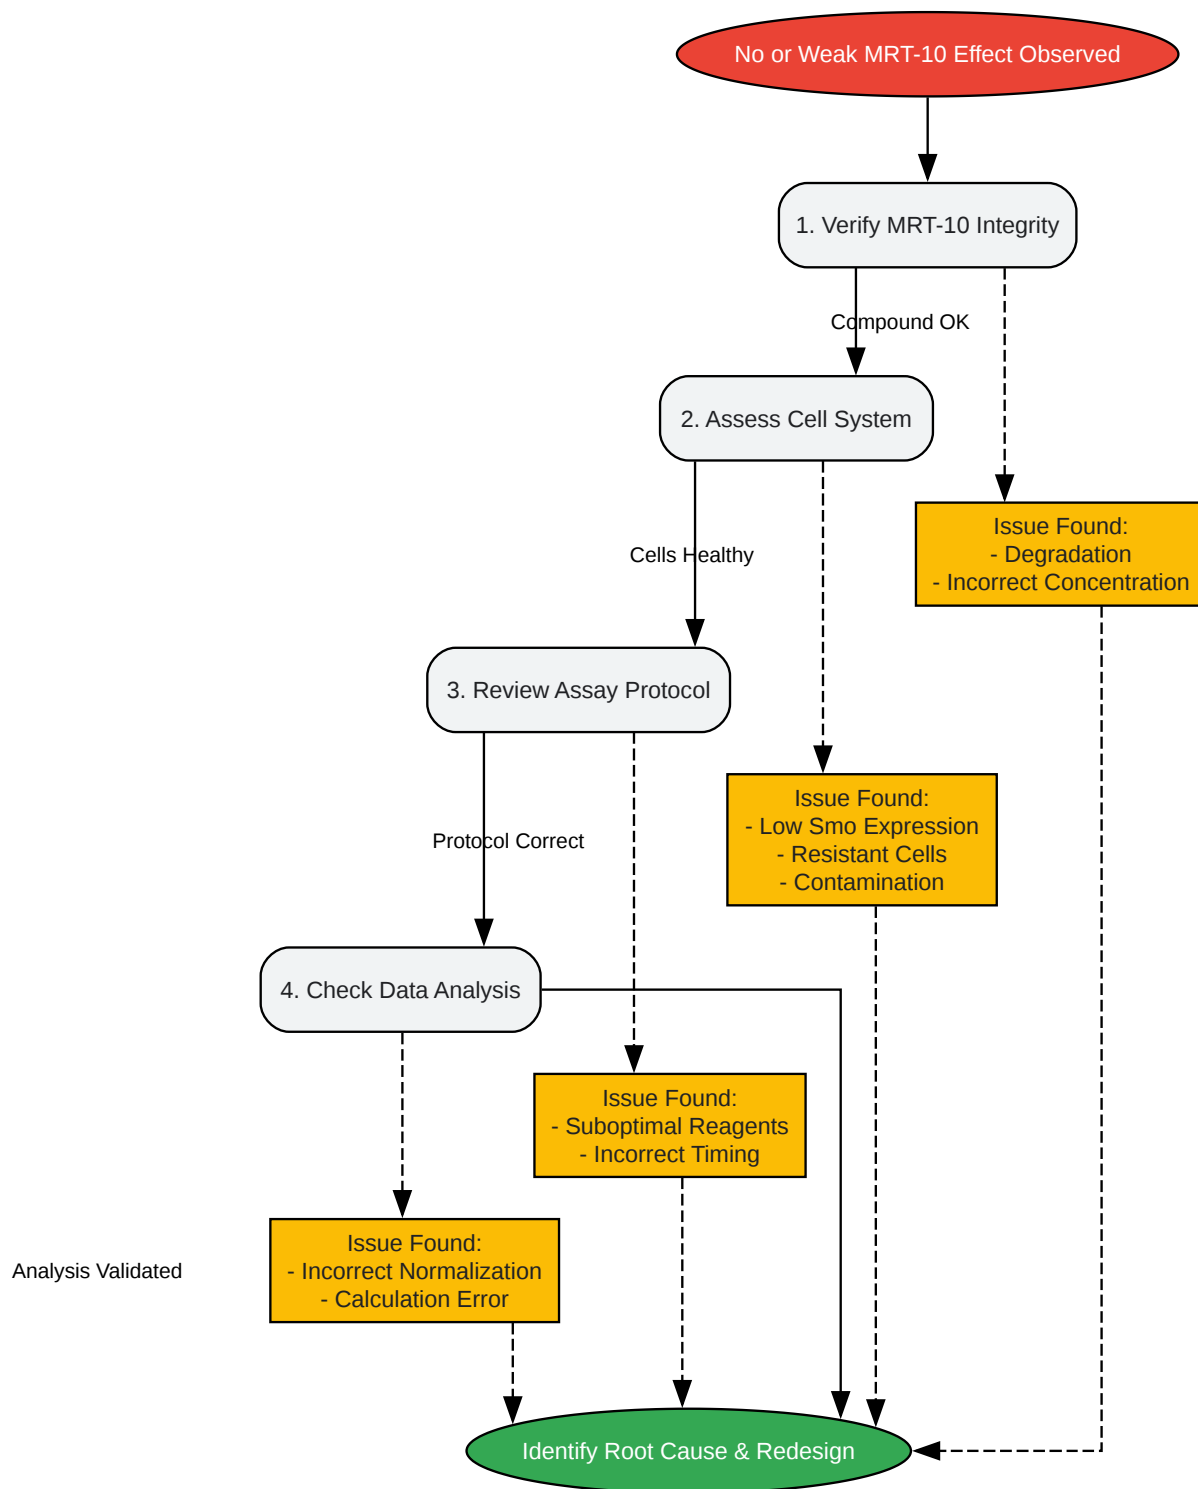 No or Weak MRT-10 Effect Observed
1. Verify MRT-10 Integrity
Compound OK
2. Assess Cell System
Issue Found:
- Degradation
- Incorrect Concentration
Cells Healthy
3. Review Assay Protocol
Issue Found:
- Low Smo Expression
- Resistant Cells
- Contamination
Protocol Correct
4. Check Data Analysis
Issue Found:
- Suboptimal Reagents
- Incorrect Timing
Analysis Validated
Issue Found:
- Incorrect Normalization
- Calculation Error
Identify Root Cause & Redesign